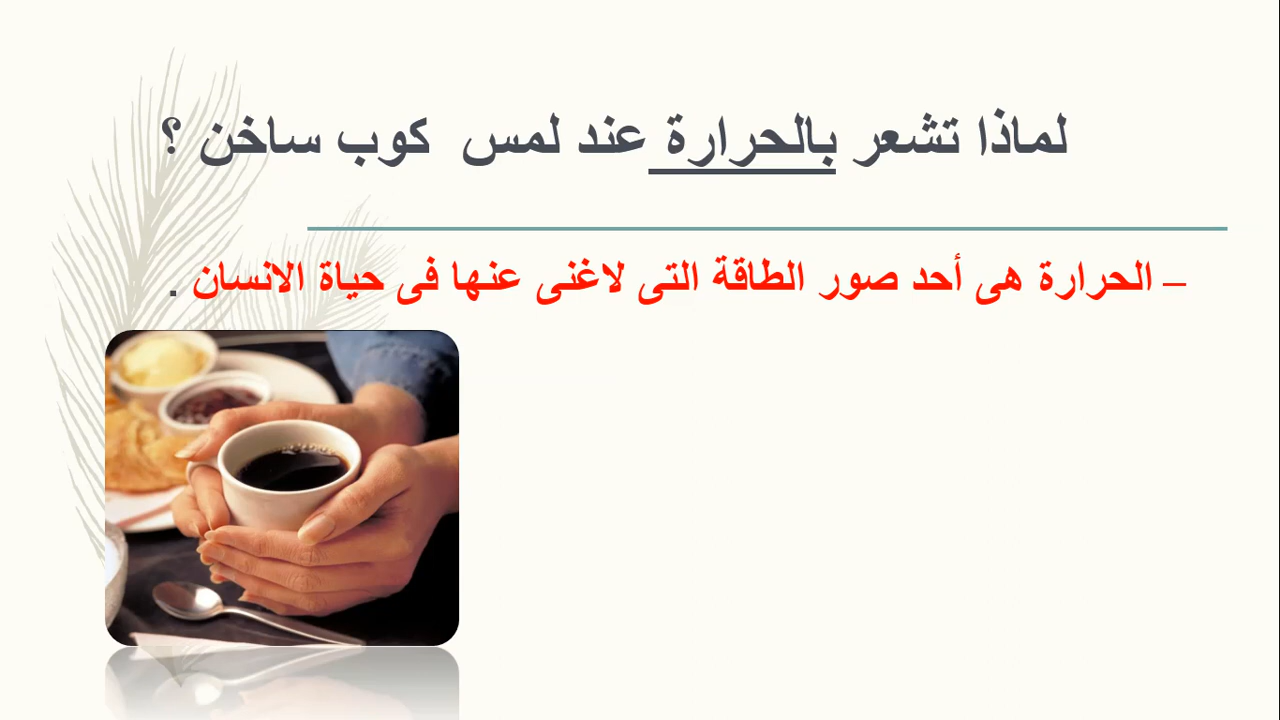 لماذا تشعر بالحرارة عند لمس كوب ساخن ؟
– الحرارة هى أحد صور الطاقة التى لاغنى عنها فى حياة الانسان .